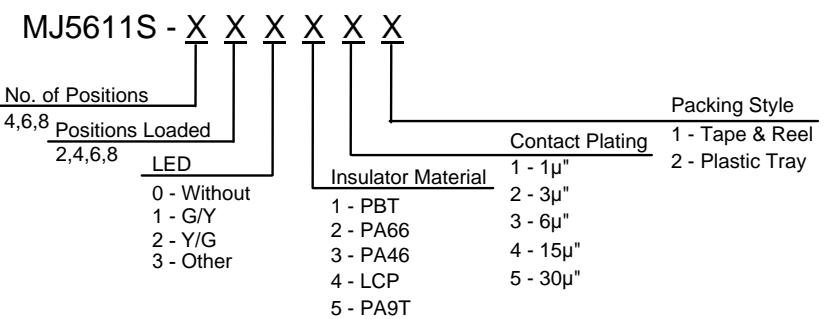 MJ5611S - X X X X X X
No. of Positions
4,6,8
Positions Loaded
2,4,6,8
LED
0 - Without
1 - G/Y
2 - Y/G
3 - Other
Insulator Material
1 - PBT
2 - PA66
3 - PA46
4 - LCP
5 - PA9T
Contact Plating
1 - 1µ"
2 - 3µ"
3 - 6µ"
4 - 15µ"
5 - 30µ"
Packing Style
1 - Tape & Reel
2 - Plastic Tray